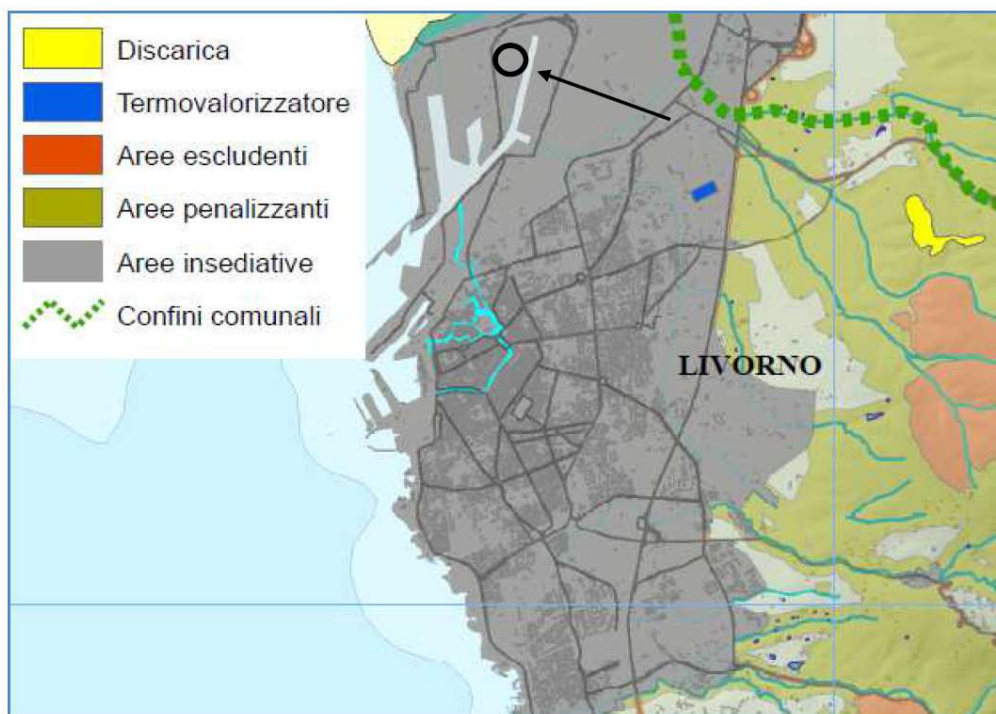 Discarica
Termovalorizzatore
Aree escludenti
Aree penalizzanti
Aree insediative
Confini comunali
LIVORNO